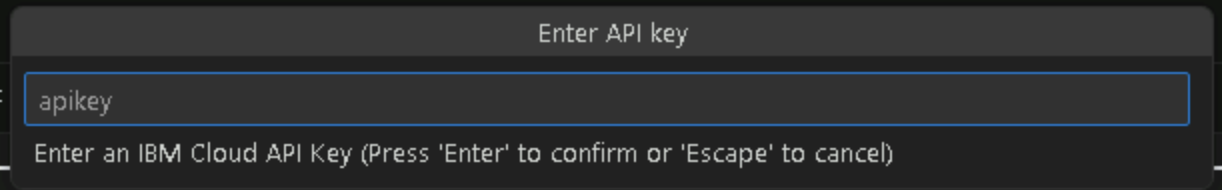 Enter API key
apikey
Enter an IBM Cloud API Key (Press 'Enter' to confirm or 'Escape' to cancel)